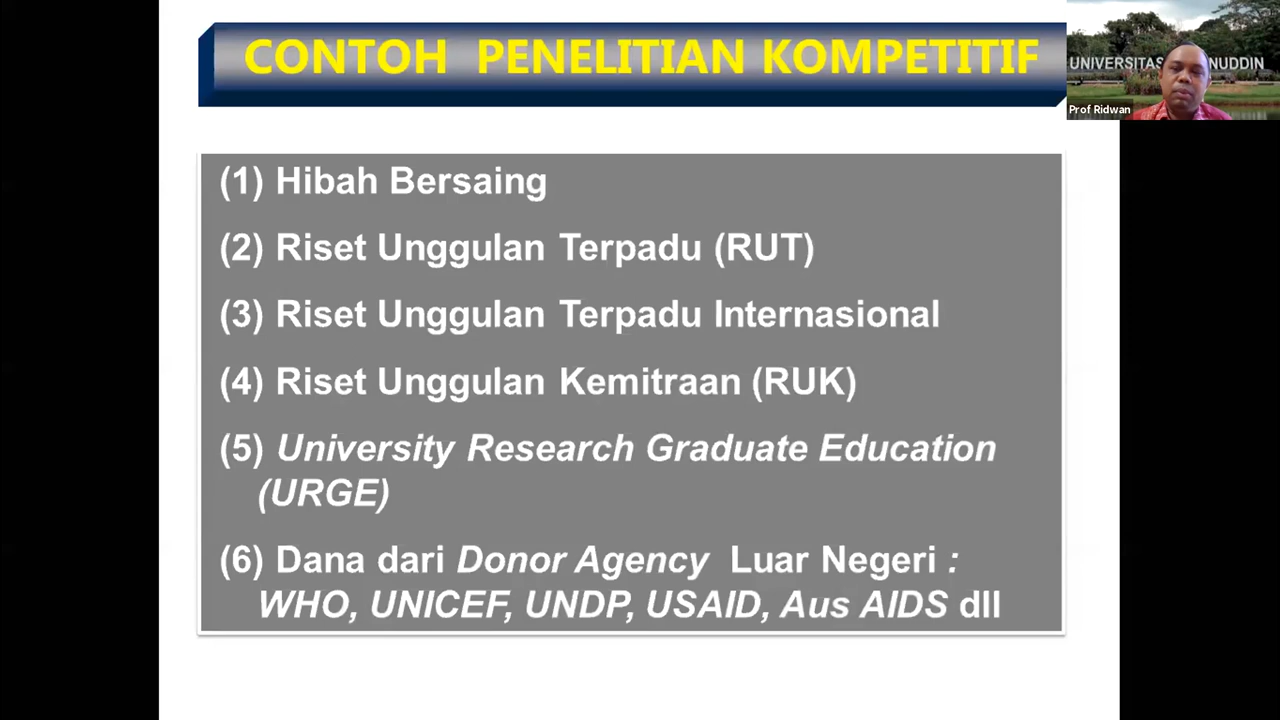 CONTOH PENELITIAN KOMPETITIF
UNIVERSITAS NUDDIN
Prof Ridwan
(1) Hibah Bersaing
(2) Riset Unggulan Terpadu (RUT)
(3) Riset Unggulan Terpadu Internasional
(4) Riset Unggulan Kemitraan (RUK)
(5) University Research Graduate Education
(URGE)
(6) Dana dari Donor Agency Luar Negeri :
WHO, UNICEF, UNDP, USAID, Aus AIDS dll